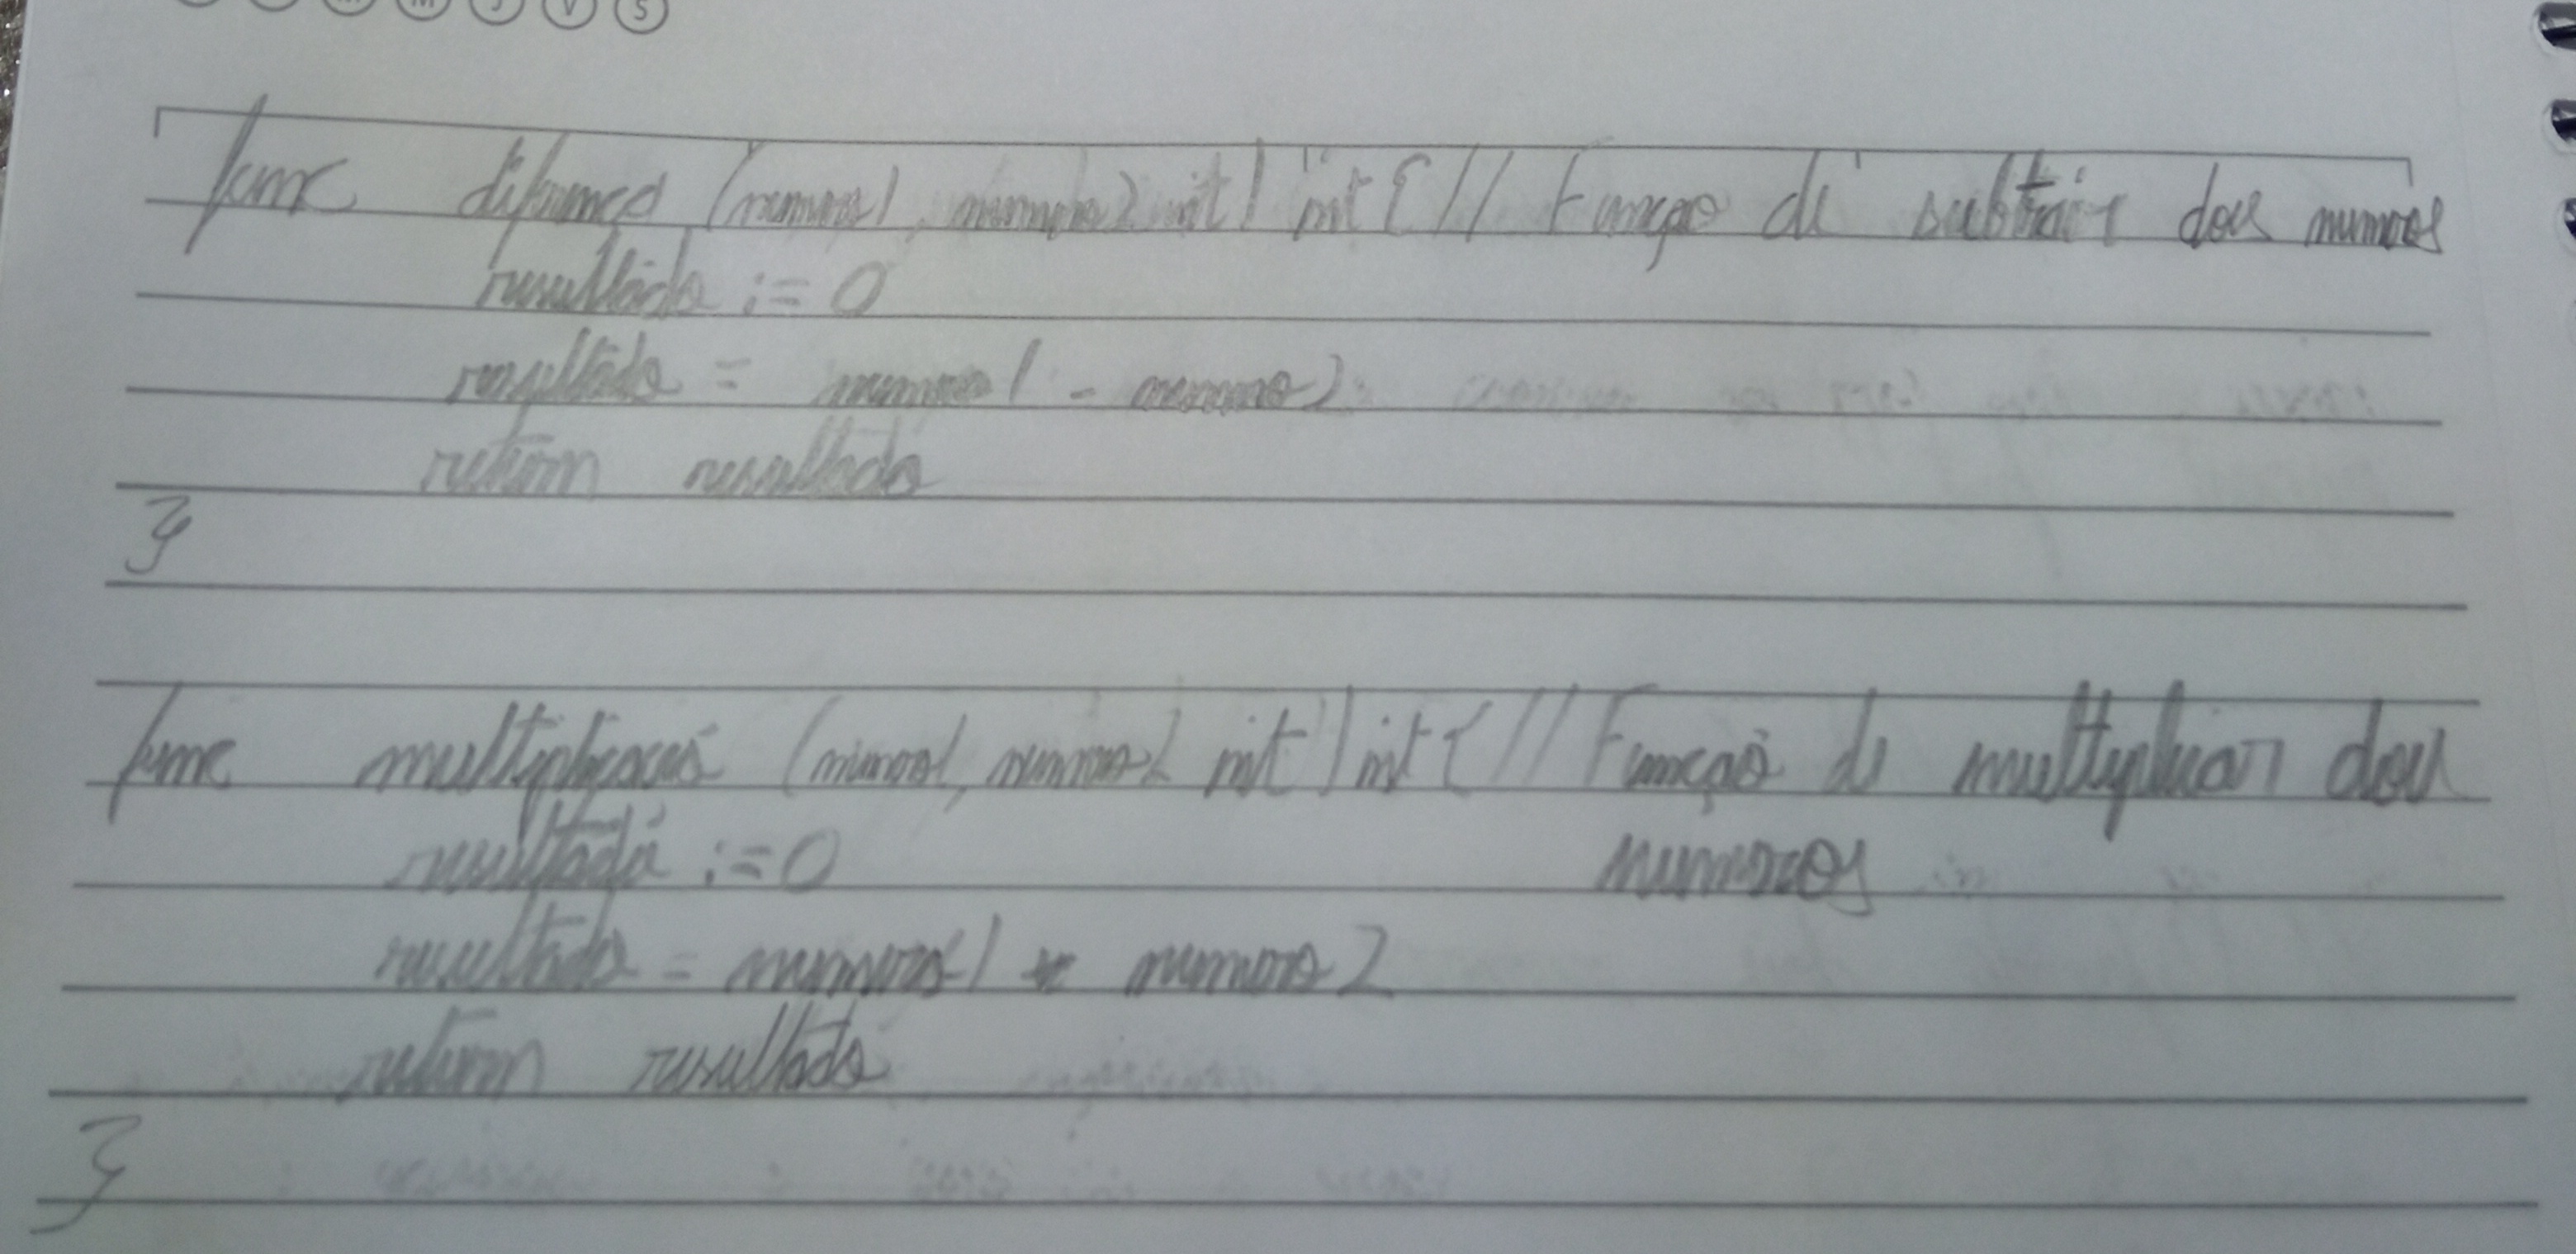 func diferença (numero1, numero2 int) int { // Função de subtrair dois numeros
resultado := 0
resultado = numero1 - numero2
return resultado
}
func multiplicacao (numero1, numero2 int) int { // Função de multiplicar dois
numeros
resultado := 0
resultado = numero1 * numero2
return resultado
}